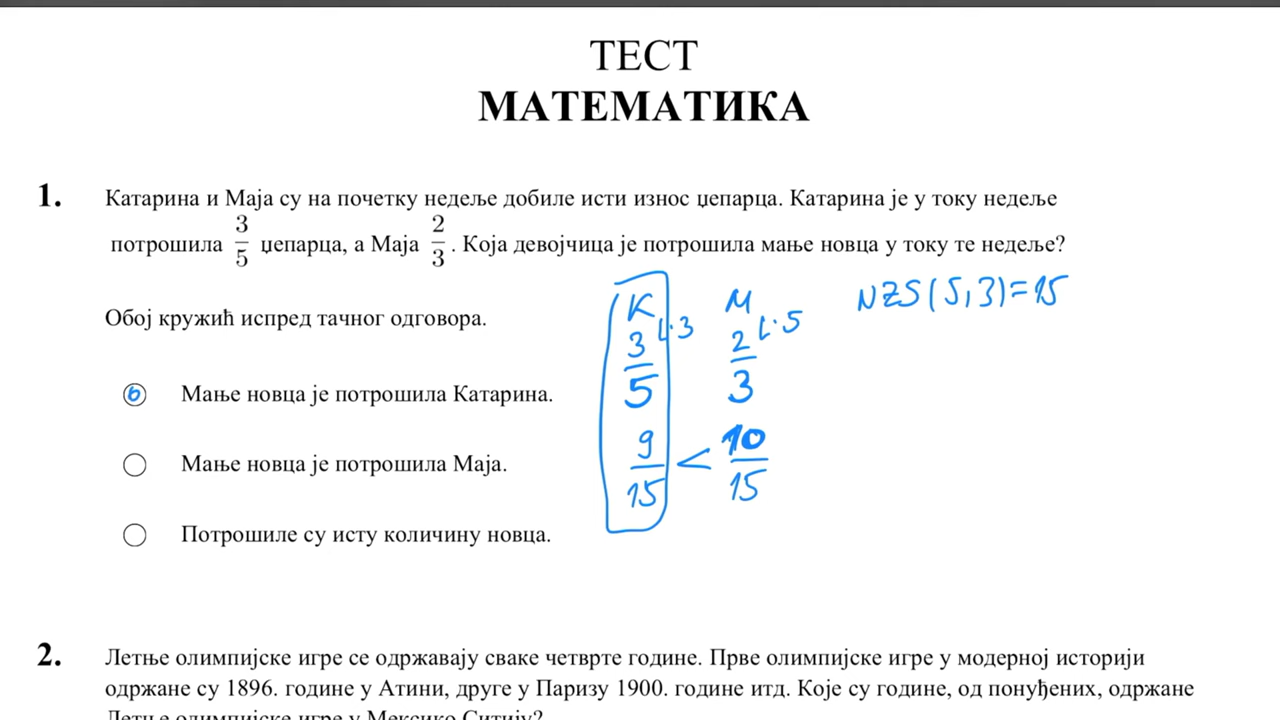 ТЕСТ
МАТЕМАТИКА
1. Катарина и Маја су на почетку недеље добиле исти износ џепарца. Катарина је у току недеље
потрошила 3/5 џепарца, а Маја 2/3. Која девојчица је потрошила мање новца у току те недеље?
Обој кружић испред тачног одговора.
Мање новца је потрошила Катарина.
Мање новца је потрошила Маја.
Потрошиле су исту количину новца.
K M NZS(5,3)=15
3/5 ·3 2/3 ·5
9/15 < 10/15
2. Летње олимпијске игре се одржавају сваке четврте године. Прве олимпијске игре у модерној историји
одржане су 1896. године у Атини, друге у Паризу 1900. године итд. Које су године, од понуђених, одржане
Летње олимпијске игре у Мексико Ситију?